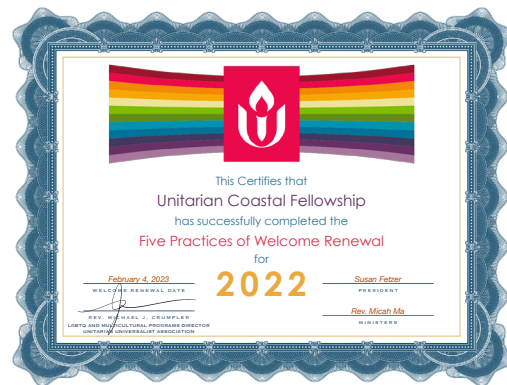 This Certifies that
Unitarian Coastal Fellowship
has successfully completed the
Five Practices of Welcome Renewal
for
2022
February 4, 2023
WELCOME RENEWAL DATE
REV. MICHAEL J. CRUMPLER
LGBTQ AND MULTICULTURAL PROGRAMS DIRECTOR
UNITARIAN UNIVERSALIST ASSOCIATION
Susan Fetzer
PRESIDENT
Rev. Micah Ma
MINISTERS